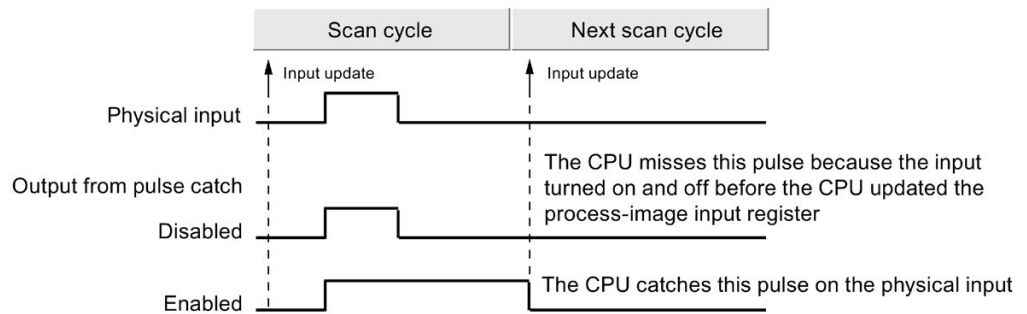 Scan cycle
Next scan cycle
Input update
Input update
Physical input
Output from pulse catch
The CPU misses this pulse because the input
turned on and off before the CPU updated the
process-image input register
Disabled
The CPU catches this pulse on the physical input
Enabled